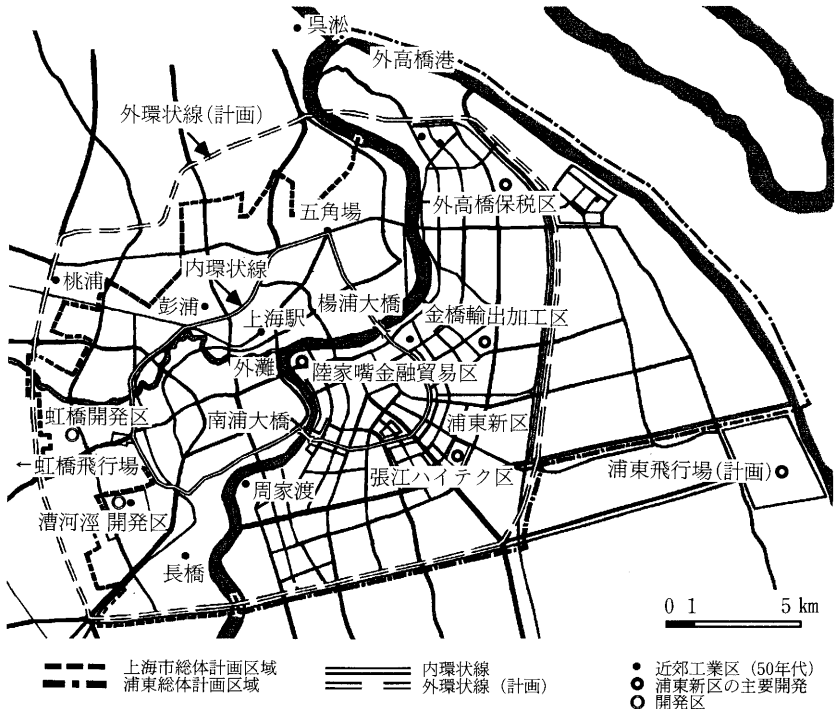 呉淞
外高橋港
外環状線(計画)
外高橋保税区
五角場
桃浦
内環状線
彭浦
上海駅
楊浦大橋
金橋輸出加工区
外灘
陸家嘴金融貿易区
虹橋開発区
南浦大橋
浦東新区
←虹橋飛行場
張江ハイテク区
浦東飛行場(計画)
周家渡
漕河涇 開発区
長橋
0 1 5 km
上海市総体計画区域
浦東総体計画区域
内環状線
外環状線 (計画)
近郊工業区 (50年代)
浦東新区の主要開発
開発区